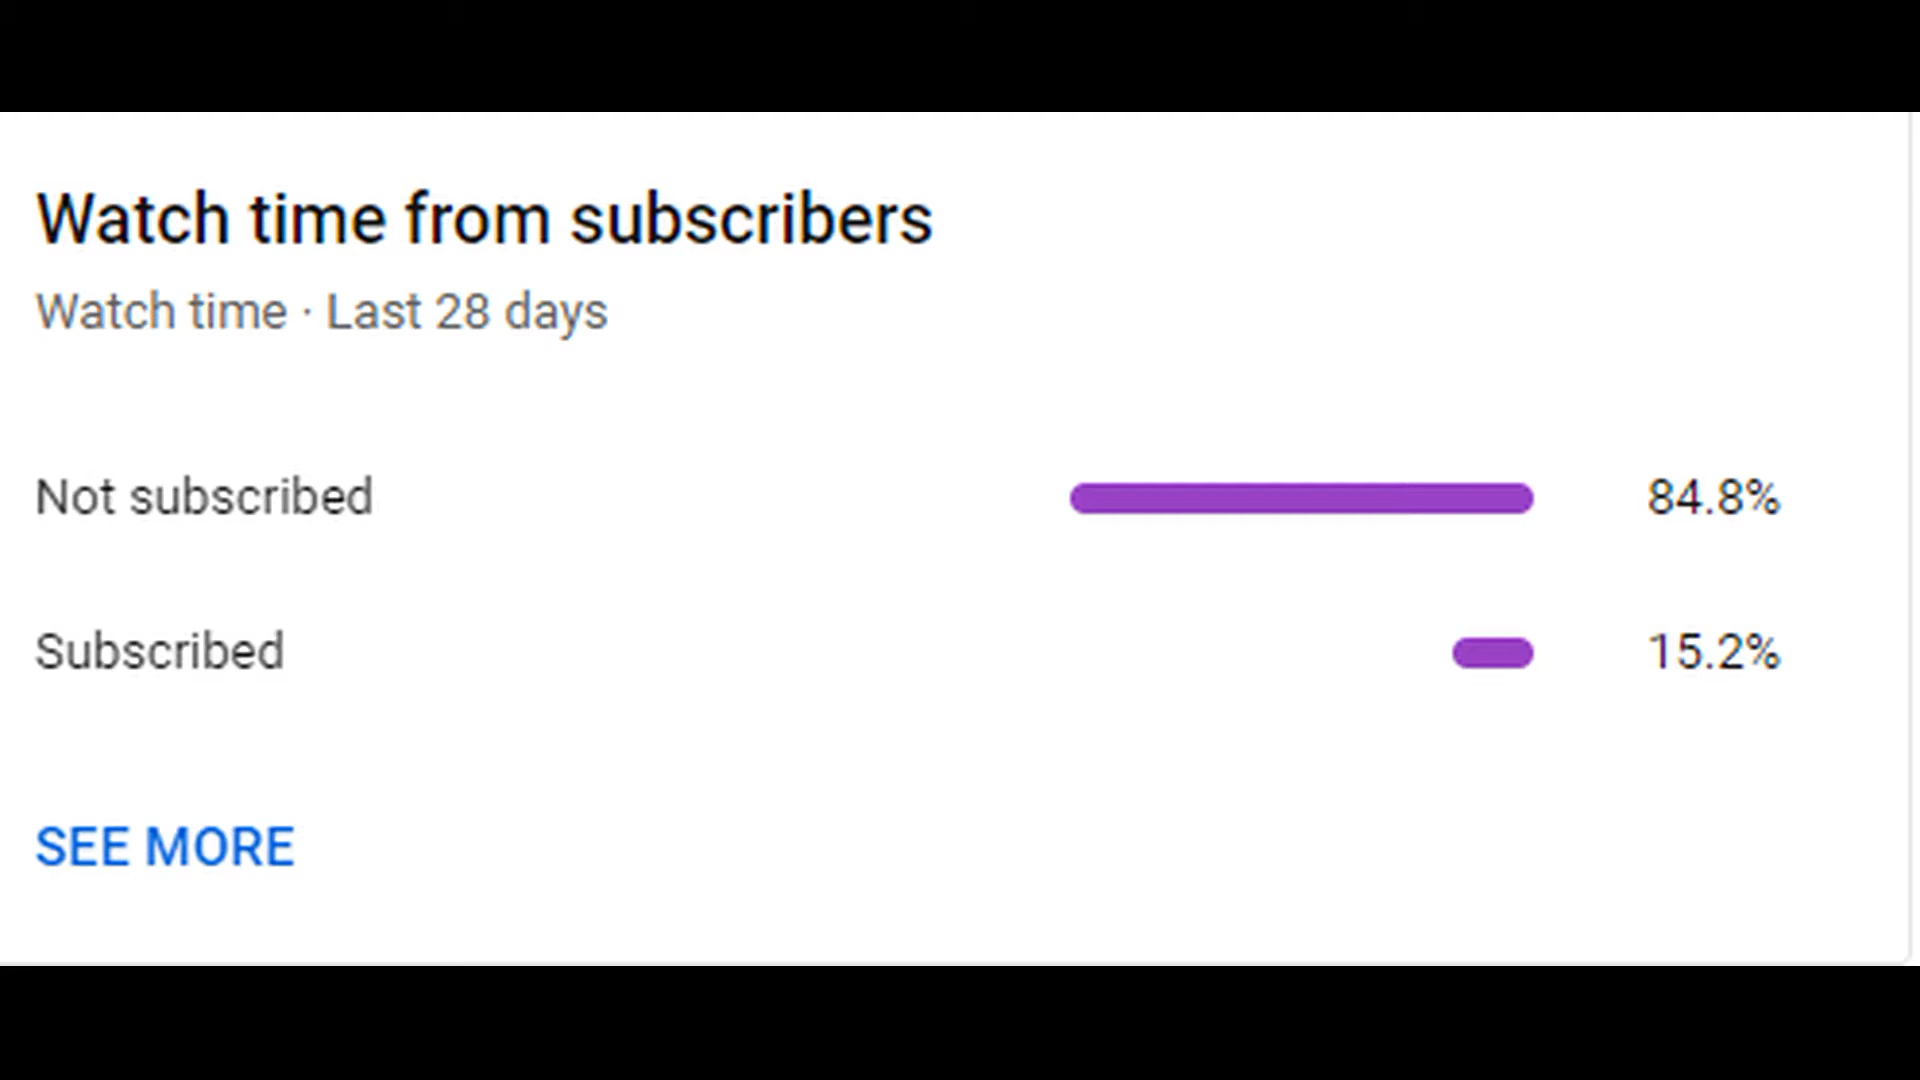 Watch time from subscribers
Watch time · Last 28 days
Not subscribed 84.8%
Subscribed 15.2%
SEE MORE